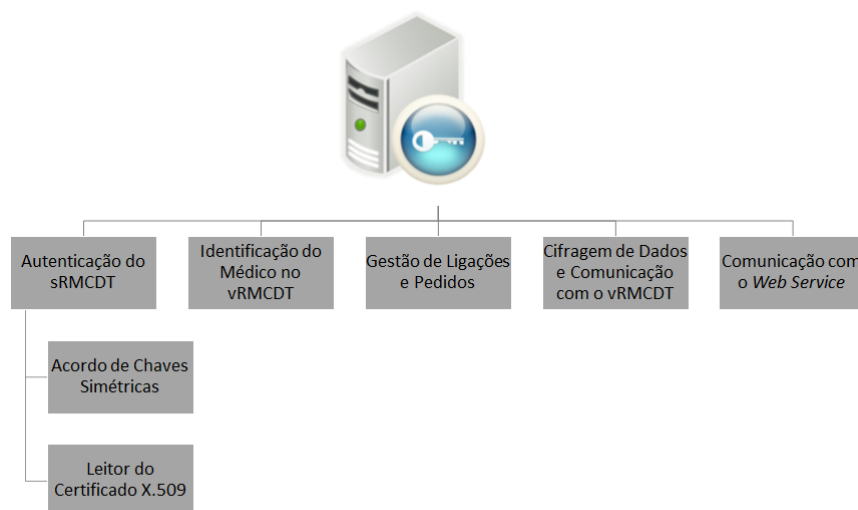 Autenticação do
sRMCDT
Identificação do
Médico no
vRMCDT
Gestão de Ligações
e Pedidos
Cifragem de Dados
e Comunicação
com o vRMCDT
Comunicação com
o Web Service
Acordo de Chaves
Simétricas
Leitor do
Certificado X.509